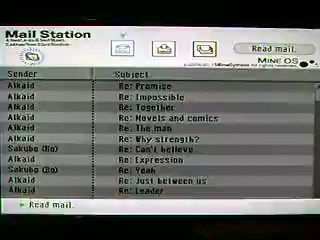 Mail Station
Read mail.
MINE OS
Sender Subject
Alkaid Re: Promise
Alkaid Re: Impossible
Alkaid Re: Together
Alkaid Re: Novels and comics
Alkaid Re: The man
Alkaid Re: Why strength?
Sakubo (Bo) Re: Can't believe
Alkaid Re: Expression
Sakubo (Bo) Re: Yeah
Alkaid Re: Just between us
Alkaid Re: Leader
Read mail.